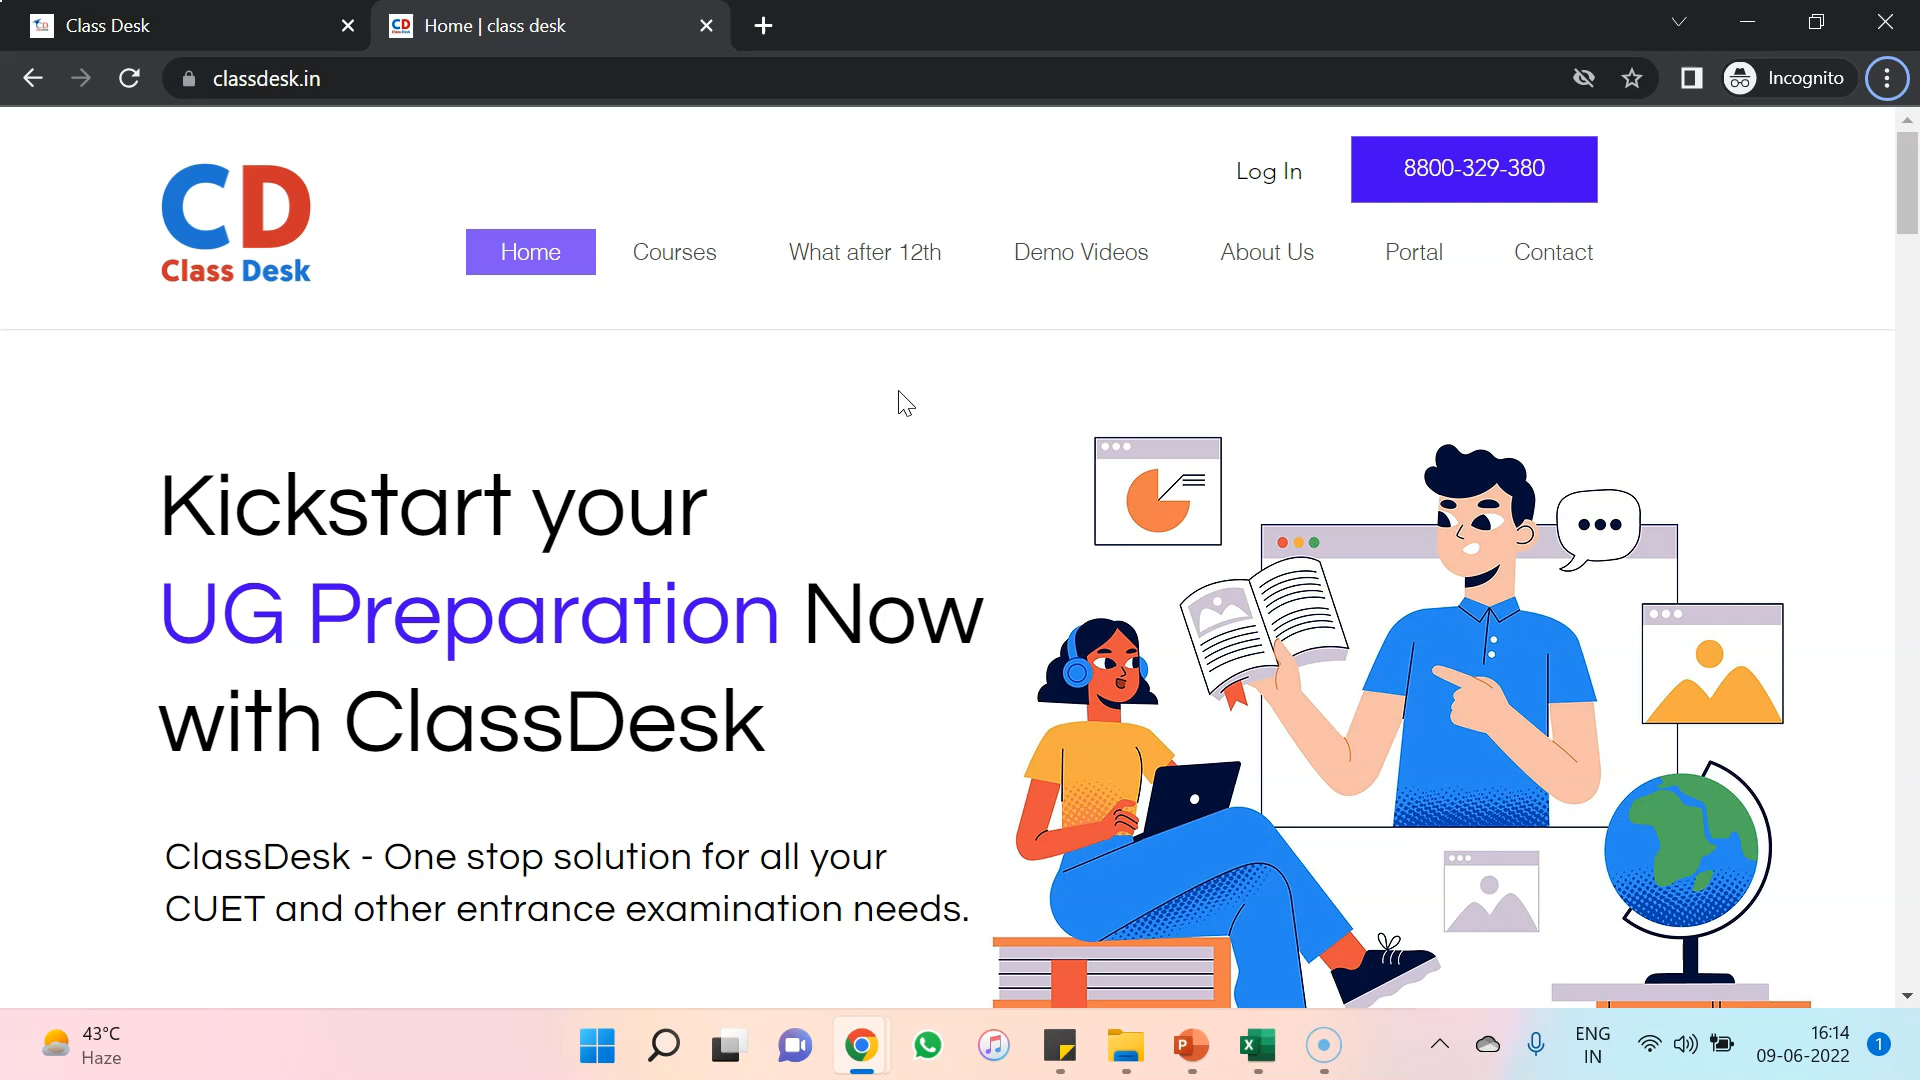 Class Desk
Home | class desk
classdesk.in
Incognito
CD
Class Desk
Log In
8800-329-380
Home
Courses
What after 12th
Demo Videos
About Us
Portal
Contact
Kickstart your
UG Preparation Now
with ClassDesk
ClassDesk - One stop solution for all your
CUET and other entrance examination needs.
43°C
Haze
ENG
IN
16:14
09-06-2022
1